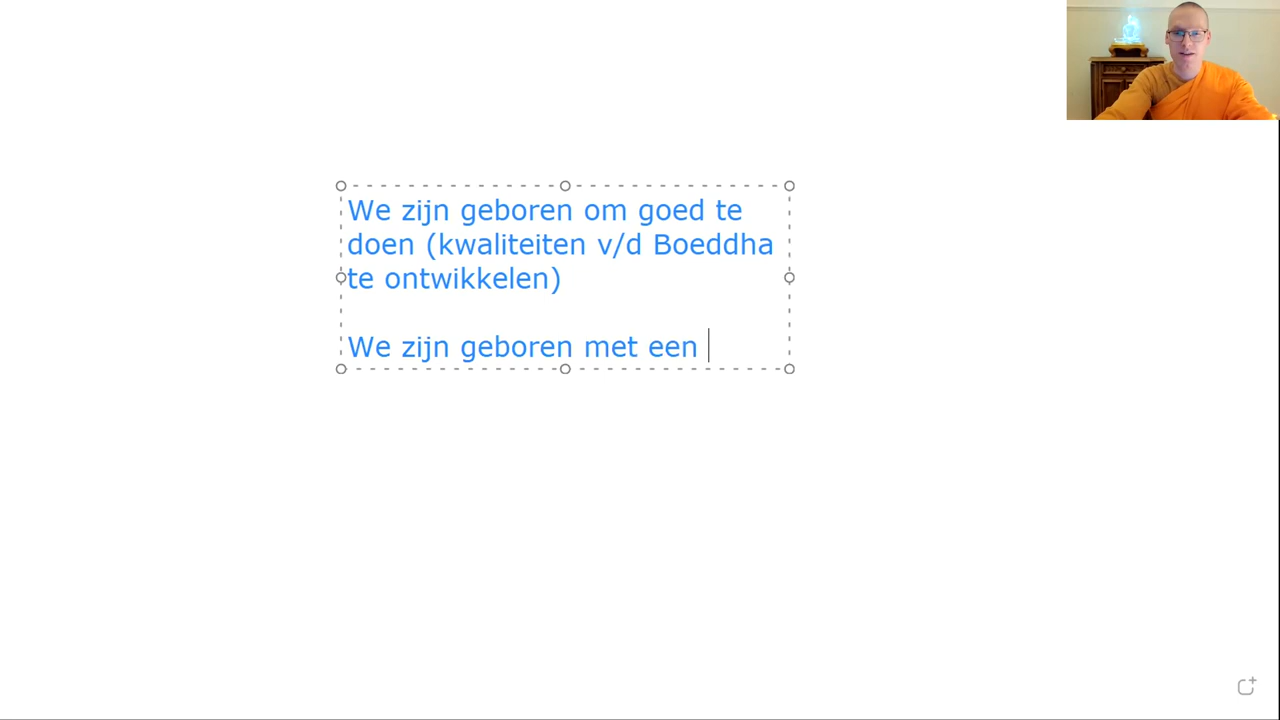 We zijn geboren om goed te
doen (kwaliteiten v/d Boeddha
te ontwikkelen)
We zijn geboren met een